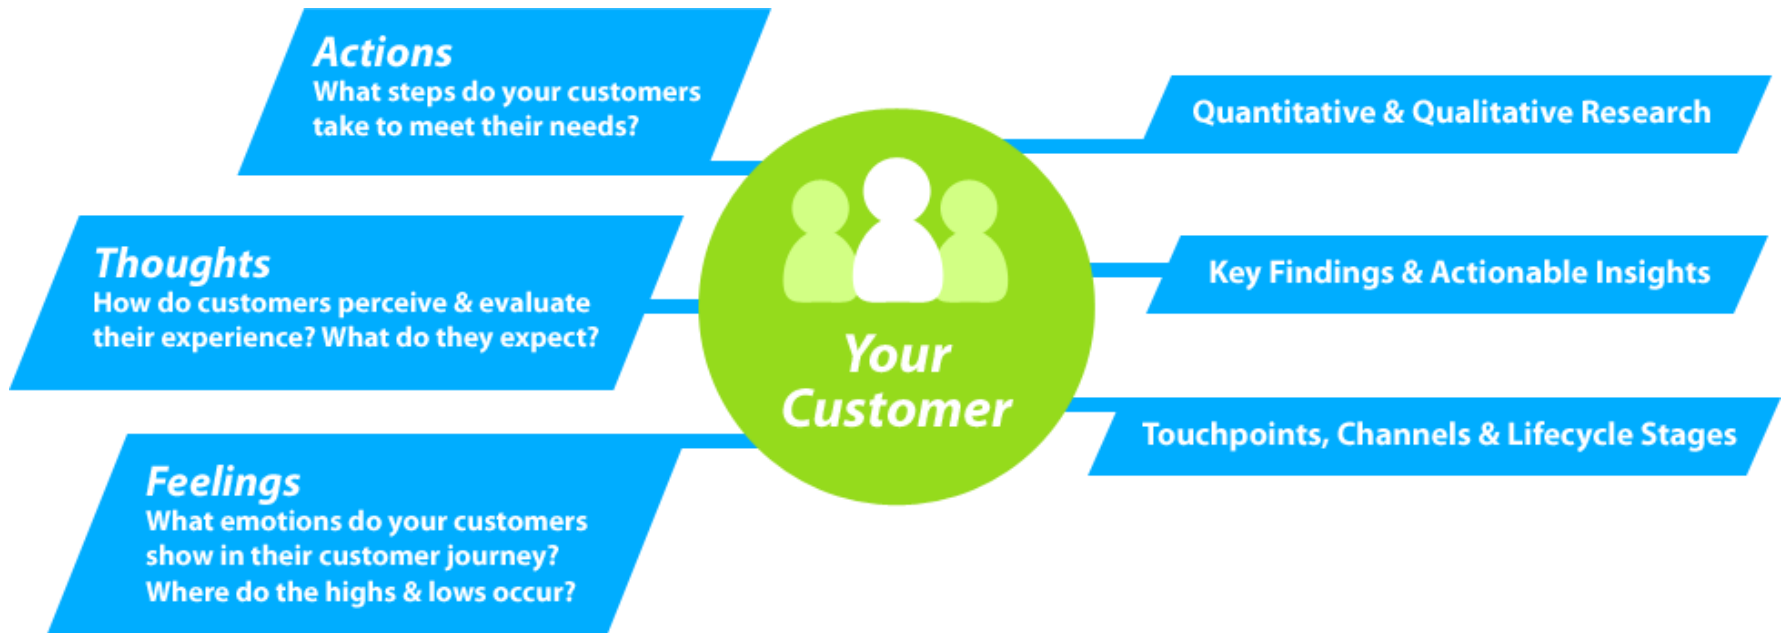 Actions
What steps do your customers
take to meet their needs?
Thoughts
How do customers perceive & evaluate
their experience? What do they expect?
Feelings
What emotions do your customers
show in their customer journey?
Where do the highs & lows occur?
Your
Customer
Quantitative & Qualitative Research
Key Findings & Actionable Insights
Touchpoints, Channels & Lifecycle Stages